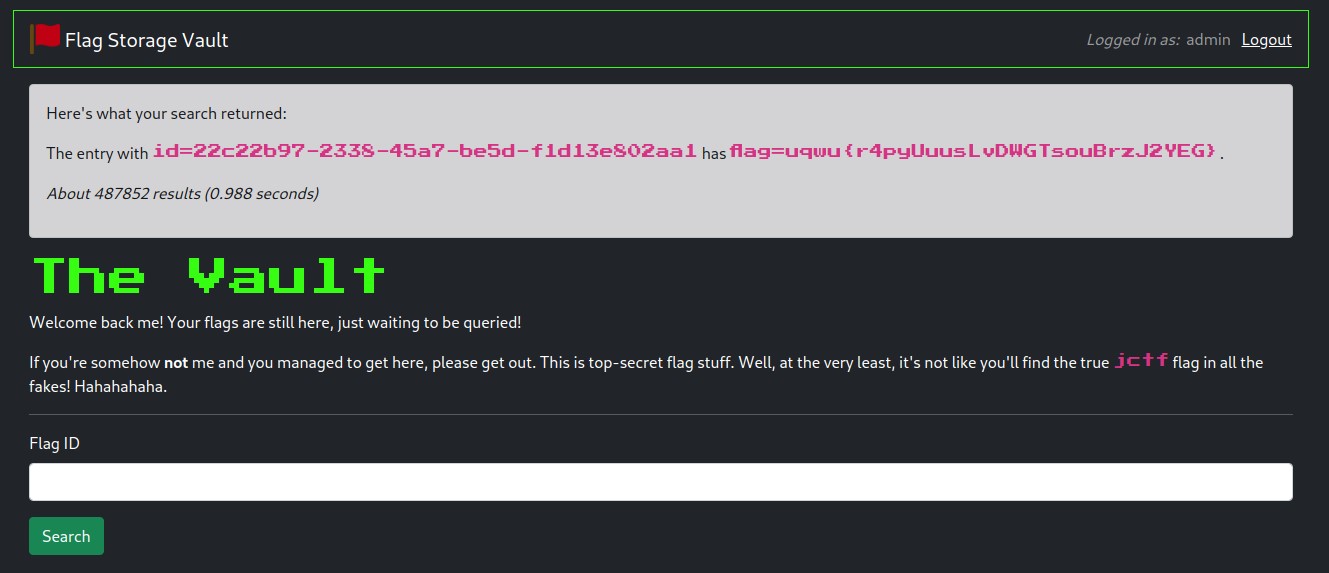 Flag Storage Vault Logged in as: admin Logout
Here's what your search returned:
The entry with id=22c22b97-2338-45a7-be5d-f1d13e802aa1 has flag=uqwu{r4pyUuusLvDWGTsouBrzJ2YEG} .
About 487852 results (0.988 seconds)
The Vault
Welcome back me! Your flags are still here, just waiting to be queried!
If you're somehow not me and you managed to get here, please get out. This is top-secret flag stuff. Well, at the very least, it's not like you'll find the true jctf flag in all the
fakes! Hahahahaha.
Flag ID
Search